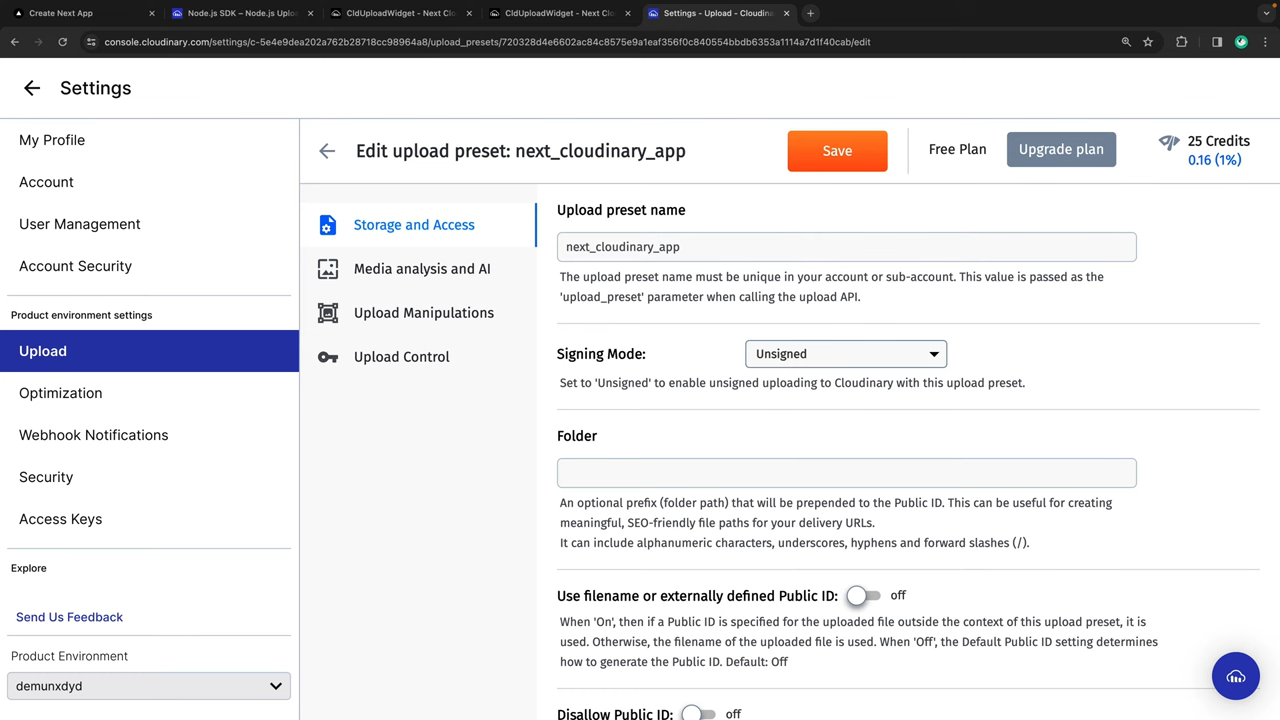 Create Next App
Node.js SDK – Node.js Uplo
CldUploadWidget - Next Clo
CldUploadWidget - Next Clo
Settings - Upload - Cloudina
console.cloudinary.com/settings/c-5e4e9dea202a762b28718cc98964a8/upload_presets/720328d4e6602ac84c8575e9a1eaf356f0c840554bbdb6353a1114a7d1f40cab/edit
Settings
My Profile
Account
User Management
Account Security
Product environment settings
Upload
Optimization
Webhook Notifications
Security
Access Keys
Explore
Send Us Feedback
Product Environment
demunxdyd
Edit upload preset: next_cloudinary_app
Save
Free Plan
Upgrade plan
25 Credits
0.16 (1%)
Storage and Access
Media analysis and AI
Upload Manipulations
Upload Control
Upload preset name
next_cloudinary_app
The upload preset name must be unique in your account or sub-account. This value is passed as the
'upload_preset' parameter when calling the upload API.
Signing Mode:
Unsigned
Set to 'Unsigned' to enable unsigned uploading to Cloudinary with this upload preset.
Folder
An optional prefix (folder path) that will be prepended to the Public ID. This can be useful for creating
meaningful, SEO-friendly file paths for your delivery URLs.
It can include alphanumeric characters, underscores, hyphens and forward slashes (/).
Use filename or externally defined Public ID:
off
When 'On', then if a Public ID is specified for the uploaded file outside the context of this upload preset, it is
used. Otherwise, the filename of the uploaded file is used. When 'Off', the Default Public ID setting determines
how to generate the Public ID. Default: Off
Disallow Public ID:
off